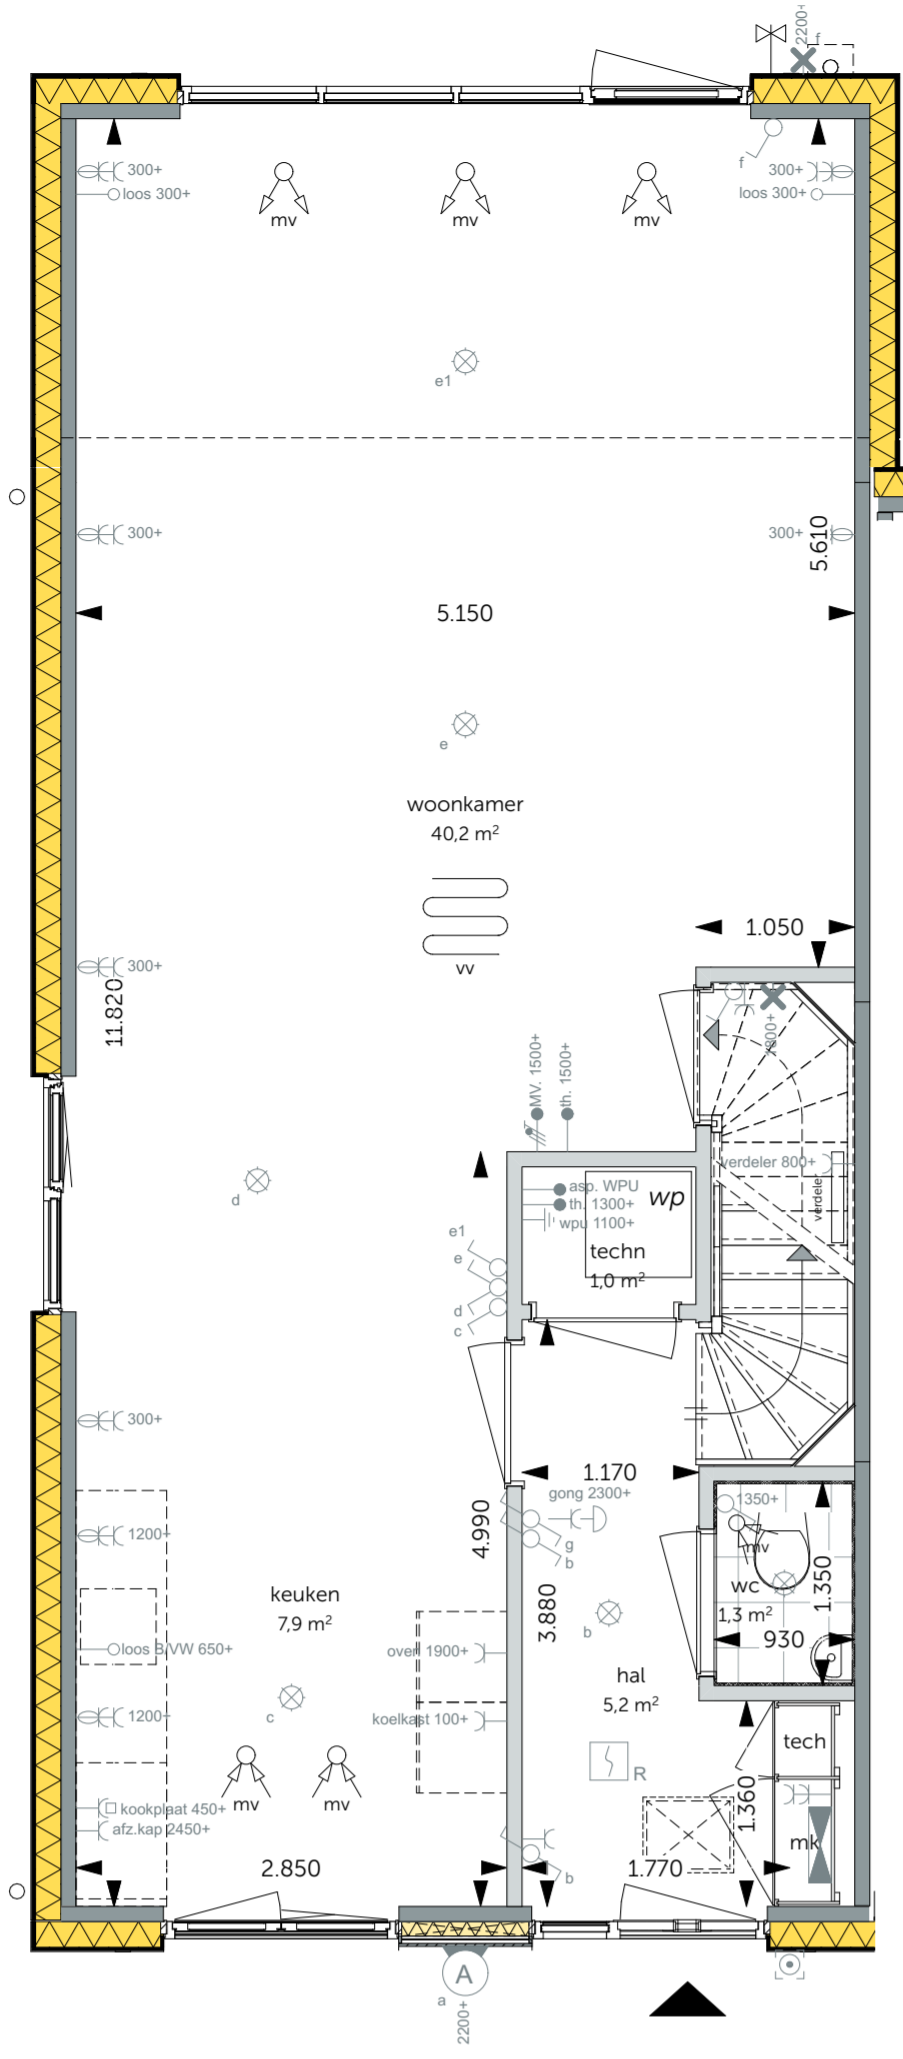 2200+
f
f
300+
loos 300+
300+
loos 300+
mv
mv
mv
e1
300+
300+
5.610
5.150
e
woonkamer
40,2 m²
vv
1.050
300+
11.820
MV. 1500+
th. 1500+
verdeler 800+
verdeler
d
asp. WPU
th. 1300+
wpu 1100+
wp
techn
1,0 m²
e1
e
d
c
300+
1.170
gong 2300+
g
b
1350+
mv
wc
1,3 m²
1.350
930
4.990
3.880
1200+
keuken
7,9 m²
loos B/VW 650+
oven 1900+
b
hal
5,2 m²
c
1200+
koelkast 100+
tech
R
mv
mv
1.360
kookplaat 450+
afz.kap 2450+
mk
2.850
b
1.770
A
a
2200+